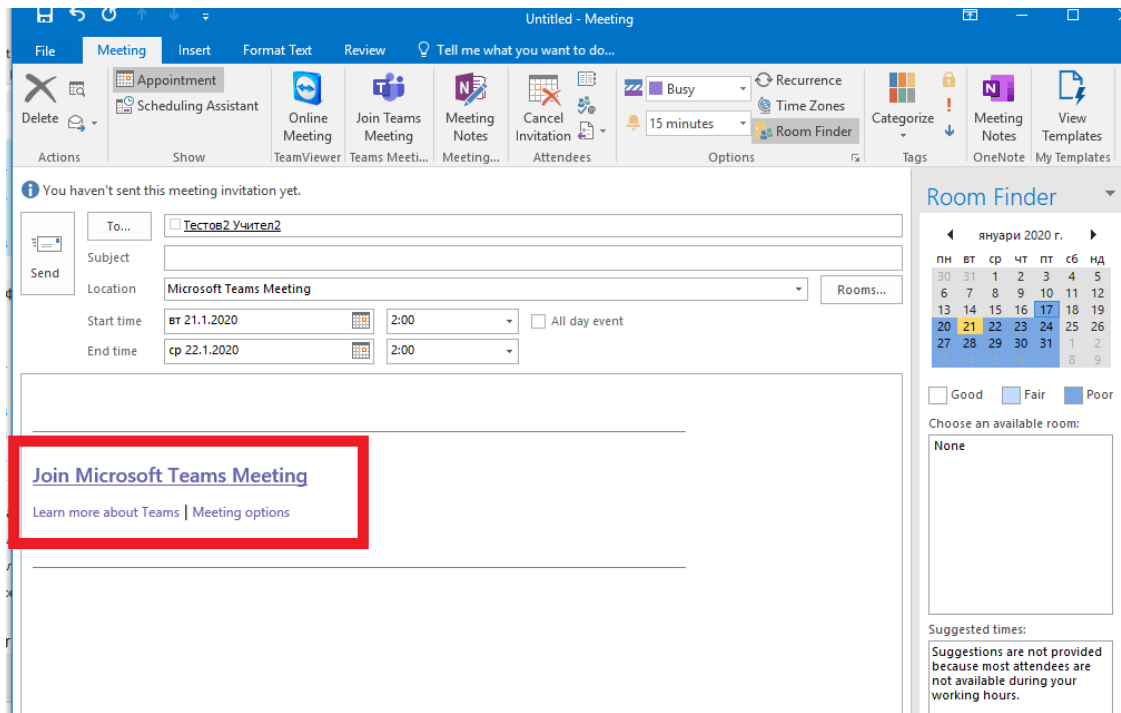 Untitled - Meeting
File Meeting Insert Format Text Review Tell me what you want to do...
Delete
Actions
Appointment
Scheduling Assistant
Show
Online Meeting
TeamViewer
Join Teams Meeting
Teams Meeti...
Meeting Notes
Meeting...
Cancel Invitation
Attendees
Busy
15 minutes
Recurrence
Time Zones
Room Finder
Options
Categorize
Tags
Meeting Notes
OneNote
View Templates
My Templates
You haven't sent this meeting invitation yet.
Send
To... Тестов2 Учител2
Subject
Location Microsoft Teams Meeting Rooms...
Start time вт 21.1.2020 2:00 All day event
End time ср 22.1.2020 2:00
Join Microsoft Teams Meeting
Learn more about Teams | Meeting options
Room Finder
януари 2020 г.
пн вт ср чт пт сб нд
30 31 1 2 3 4 5
6 7 8 9 10 11 12
13 14 15 16 17 18 19
20 21 22 23 24 25 26
27 28 29 30 31 1 2
3 4 5 6 7 8 9
Good Fair Poor
Choose an available room:
None
Suggested times:
Suggestions are not provided
because most attendees are
not available during your
working hours.